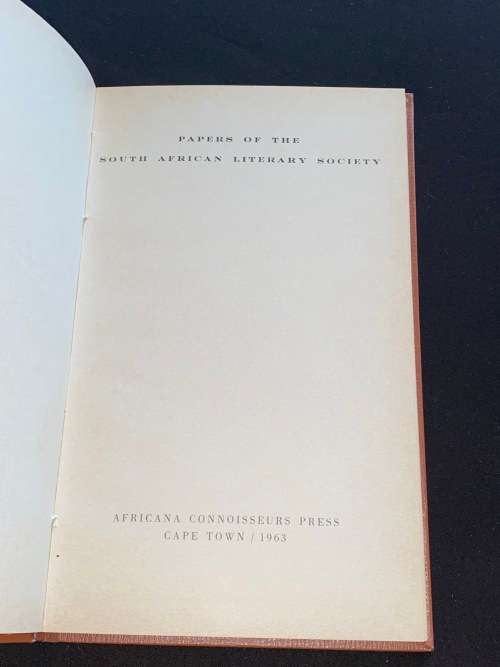 PAPERS OF THE
SOUTH AFRICAN LITERARY SOCIETY
AFRICANA CONNOISSEURS PRESS
CAPE TOWN / 1963